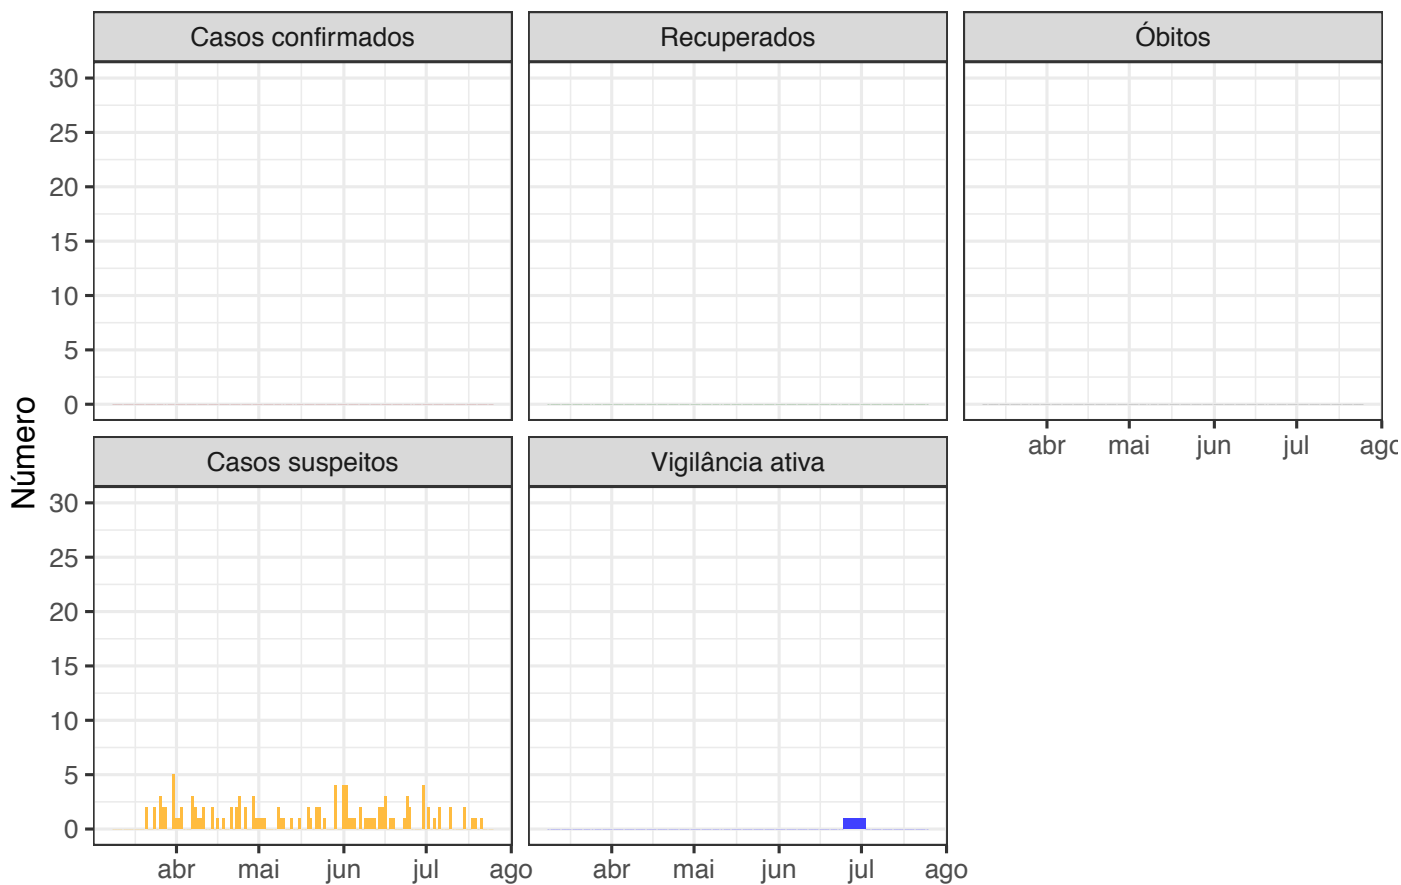 Casos confirmados
Recuperados
Óbitos
30
25
20
15
10
5
0
abr mai jun jul ago
Número
Casos suspeitos
Vigilância ativa
30
25
20
15
10
5
0
abr mai jun jul ago
abr mai jun jul ago